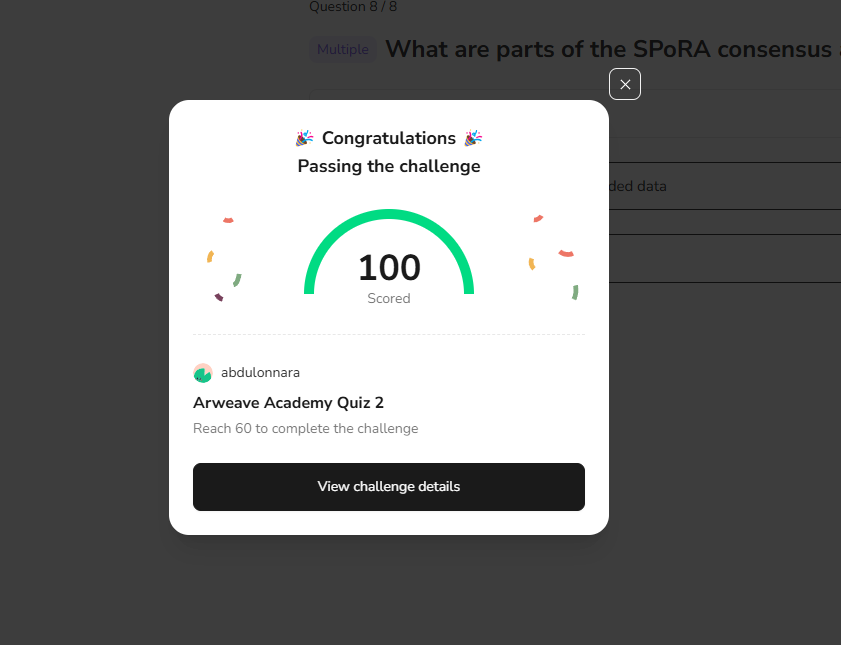 Question 8 / 8
Multiple What are parts of the SPoRA consensus
ded data
Congratulations
Passing the challenge
100
Scored
abdulonnara
Arweave Academy Quiz 2
Reach 60 to complete the challenge
View challenge details